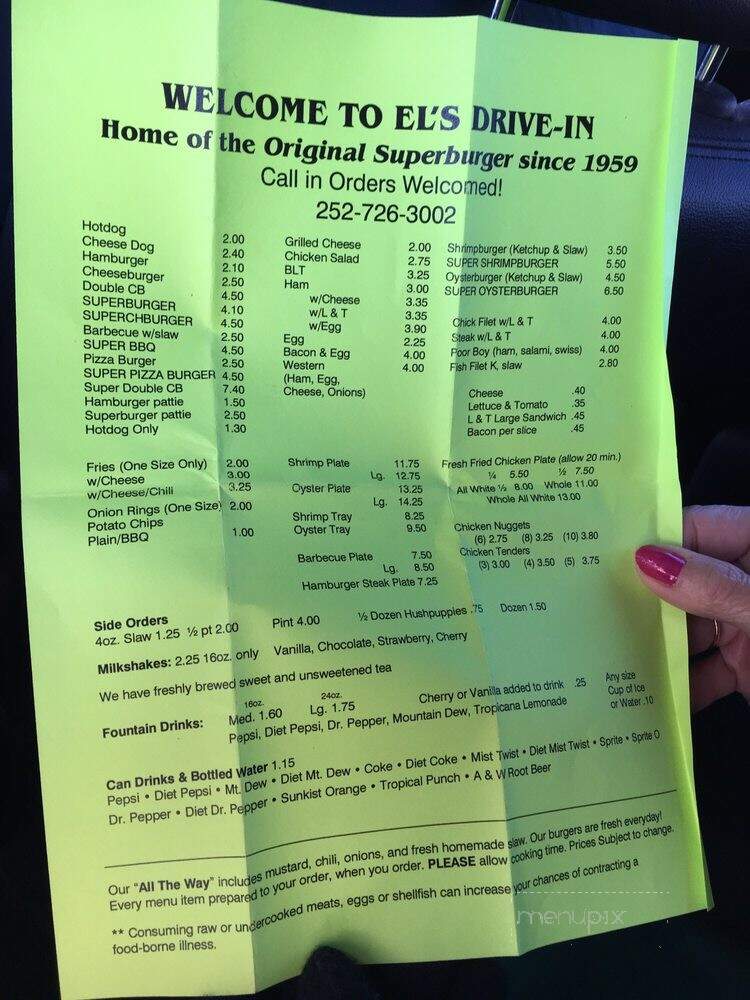 WELCOME TO EL'S DRIVE-IN
Home of the Original Superburger since 1959
Call in Orders Welcomed!
252-726-3002
Hotdog 2.00
Cheese Dog 2.40
Hamburger 2.10
Cheeseburger 2.50
Double CB 4.50
SUPERBURGER 4.10
SUPERCHBURGER 4.50
Barbecue w/slaw 2.50
SUPER BBQ 4.50
Pizza Burger 2.50
SUPER PIZZA BURGER 4.50
Super Double CB 7.40
Hamburger pattie 1.50
Superburger pattie 2.50
Hotdog Only 1.30
Grilled Cheese 2.00
Chicken Salad 2.75
BLT 3.25
Ham 3.00
w/Cheese 3.35
w/L & T 3.35
w/Egg 3.90
Egg 2.25
Bacon & Egg 4.00
Western 4.00
(Ham, Egg,
Cheese, Onions)
Shrimpburger (Ketchup & Slaw) 3.50
SUPER SHRIMPBURGER 5.50
Oysterburger (Ketchup & Slaw) 4.50
SUPER OYSTERBURGER 6.50
Chick Filet w/L & T 4.00
Steak w/L & T 4.00
Poor Boy (ham, salami, swiss) 4.00
Fish Filet K, slaw 2.80
Cheese .40
Lettuce & Tomato .35
L & T Large Sandwich .45
Bacon per slice .45
Fries (One Size Only) 2.00
w/Cheese 3.00
w/Cheese/Chili 3.25
Onion Rings (One Size) 2.00
Potato Chips
Plain/BBQ 1.00
Shrimp Plate 11.75
Lg. 12.75
Oyster Plate 13.25
Lg. 14.25
Shrimp Tray 8.25
Oyster Tray 9.50
Barbecue Plate 7.50
Lg. 8.50
Hamburger Steak Plate 7.25
Fresh Fried Chicken Plate (allow 20 min.)
¼ 5.50 ½ 7.50
All White ½ 8.00 Whole 11.00
Whole All White 13.00
Chicken Nuggets
(6) 2.75 (8) 3.25 (10) 3.80
Chicken Tenders
(3) 3.00 (4) 3.50 (5) 3.75
Side Orders
4oz. Slaw 1.25 ½ pt 2.00 Pint 4.00 ½ Dozen Hushpuppies .75 Dozen 1.50
Milkshakes: 2.25 16oz. only Vanilla, Chocolate, Strawberry, Cherry
We have freshly brewed sweet and unsweetened tea
Fountain Drinks: 16oz. Med. 1.60 24oz. Lg. 1.75 Cherry or Vanilla added to drink .25
Any size
Cup of Ice
or Water .10
Pepsi, Diet Pepsi, Dr. Pepper, Mountain Dew, Tropicana Lemonade
Can Drinks & Bottled Water 1.15
Pepsi • Diet Pepsi • Mt. Dew • Diet Mt. Dew • Coke • Diet Coke • Mist Twist • Diet Mist Twist • Sprite • Sprite O
Dr. Pepper • Diet Dr. Pepper • Sunkist Orange • Tropical Punch • A & W Root Beer
Our "All The Way" includes mustard, chili, onions, and fresh homemade slaw. Our burgers are fresh everyday!
Every menu item prepared to your order, when you order. PLEASE allow cooking time. Prices Subject to change.
** Consuming raw or undercooked meats, eggs or shellfish can increase your chances of contracting a
food-borne illness.
menupix